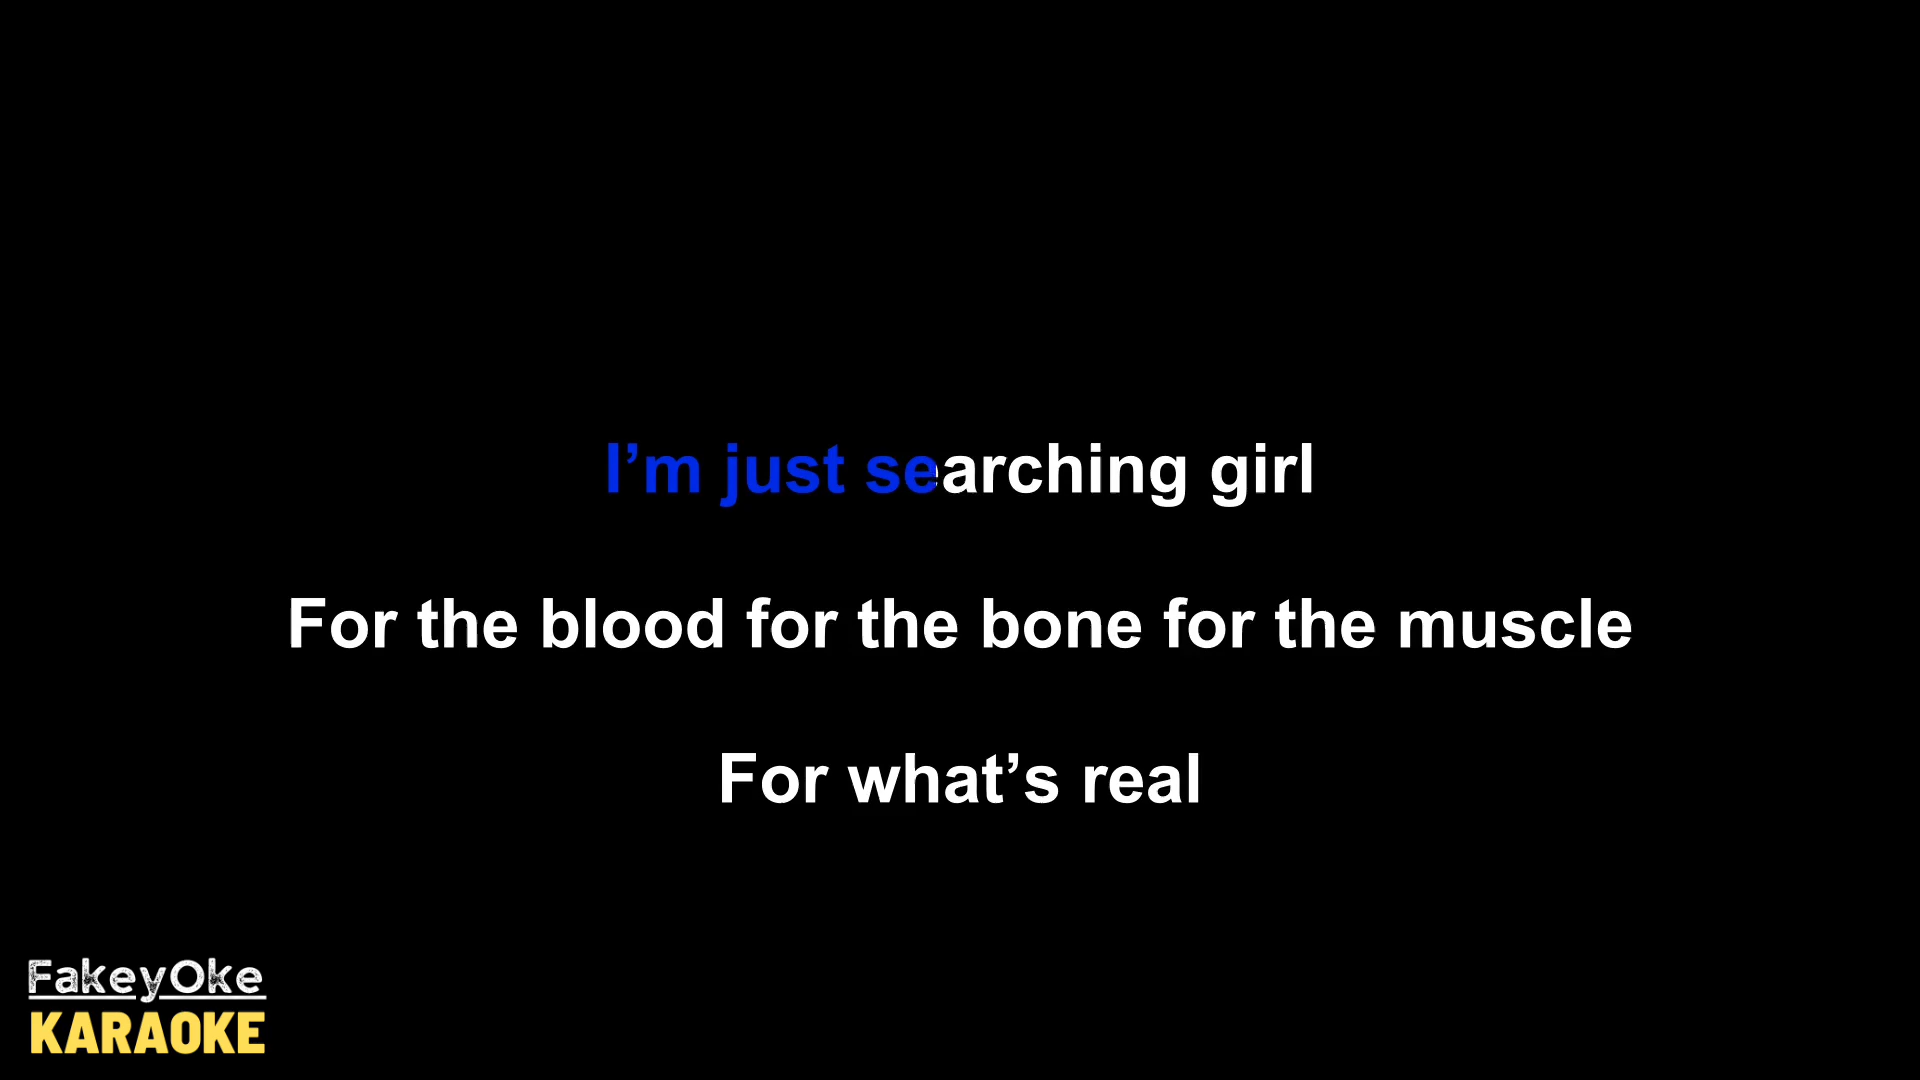 I’m just searching girl
For the blood for the bone for the muscle
For what’s real
FakeyOke
KARAOKE